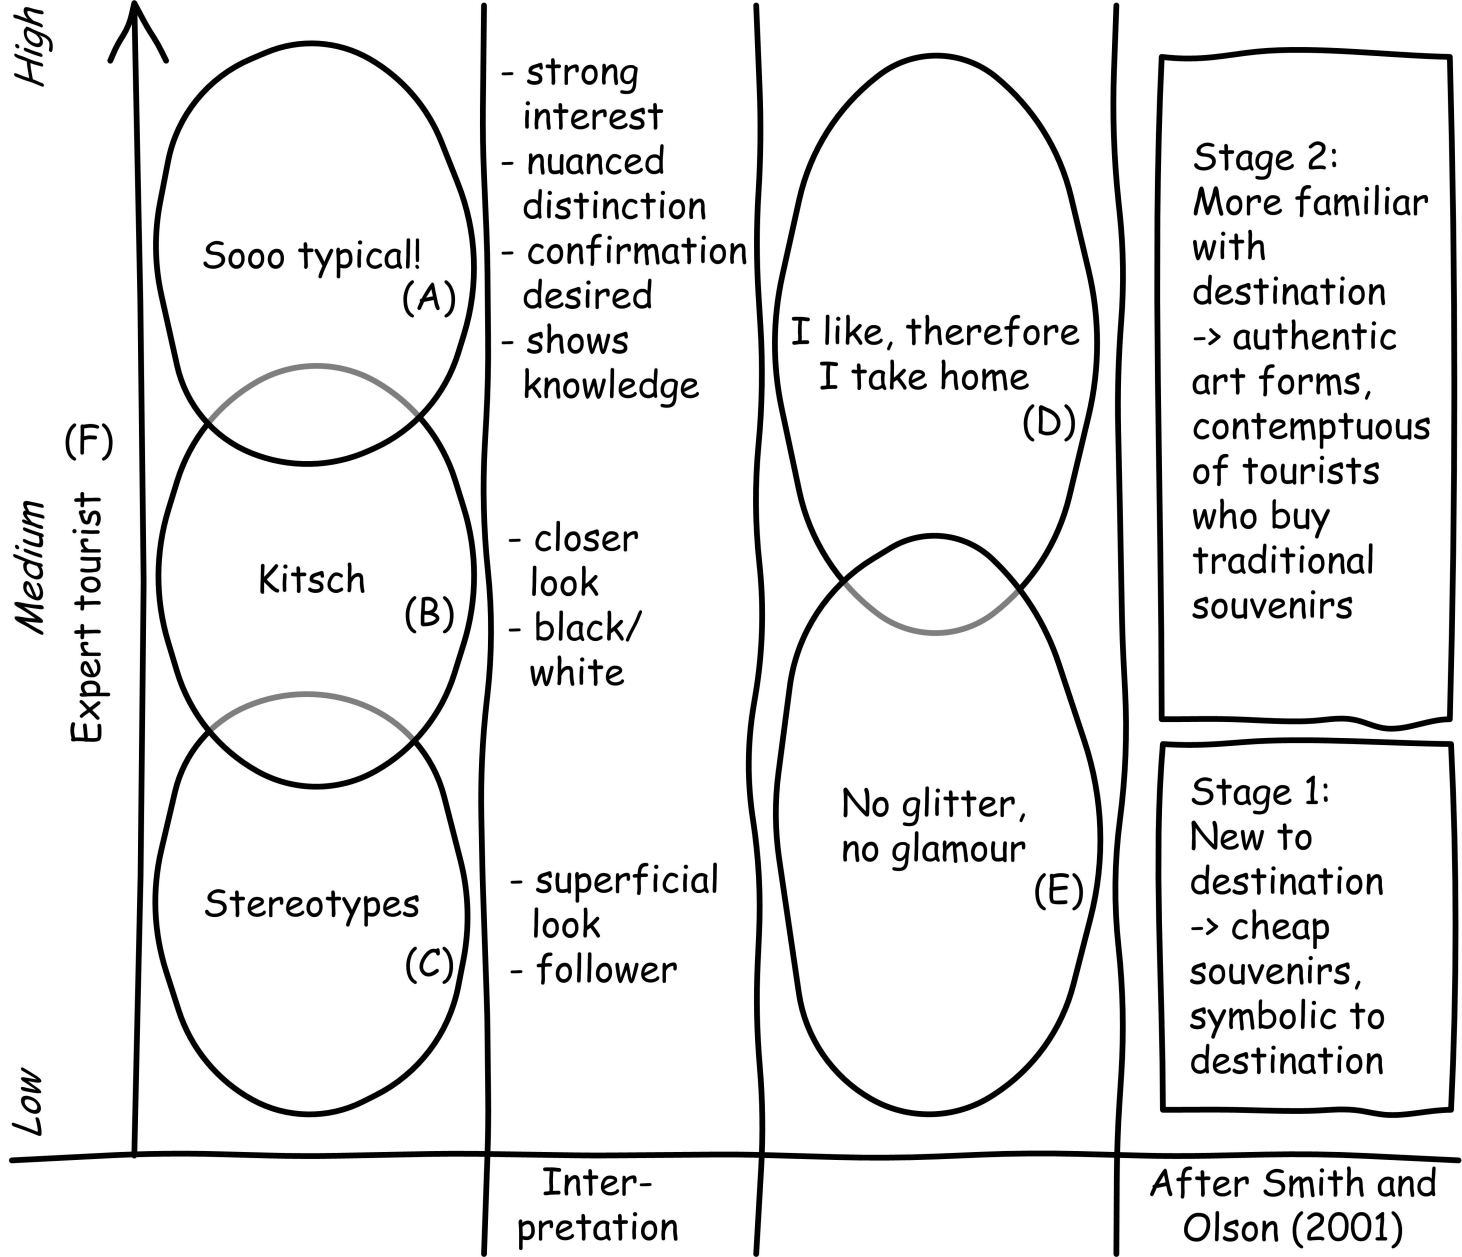 High
Medium
Low
Expert tourist
(F)
Sooo typical!
(A)
Kitsch
(B)
Stereotypes
(C)
- strong
interest
- nuanced
distinction
- confirmation
desired
- shows
knowledge
- closer
look
- black/
white
- superficial
look
- follower
Inter-
pretation
I like, therefore
I take home
(D)
No glitter,
no glamour
(E)
Stage 2:
More familiar
with
destination
-> authentic
art forms,
contemptuous
of tourists
who buy
traditional
souvenirs
Stage 1:
New to
destination
-> cheap
souvenirs,
symbolic to
destination
After Smith and
Olson (2001)